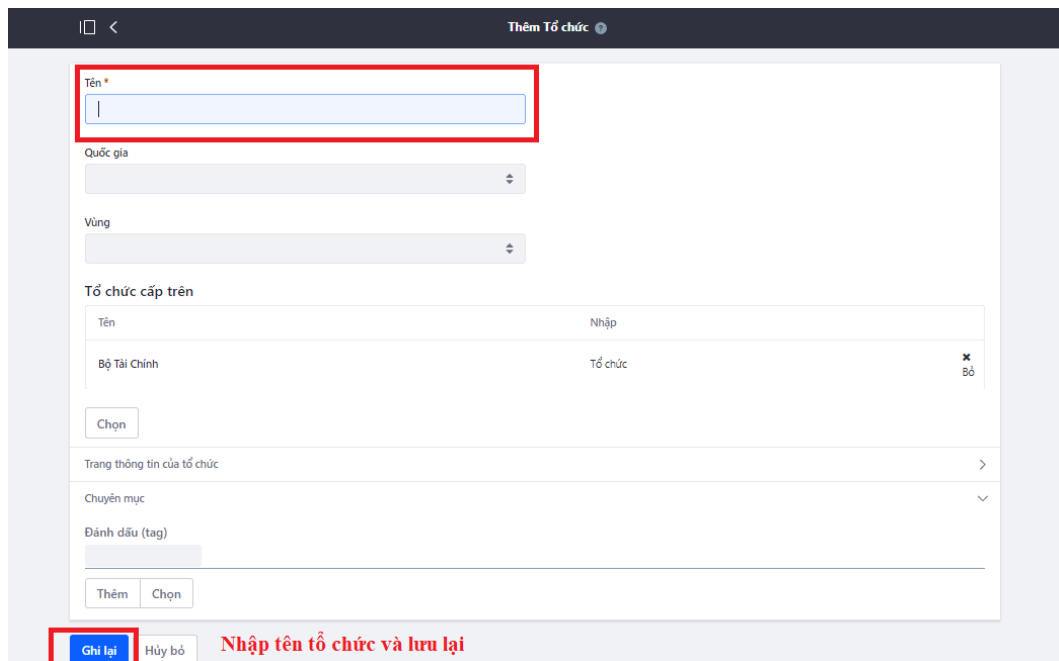 Thêm Tổ chức
Tên *
Quốc gia
Vùng
Tổ chức cấp trên
Tên Nhập
Bộ Tài Chính Tổ chức Bỏ
Chọn
Trang thông tin của tổ chức
Chuyên mục
Đánh dấu (tag)
Thêm Chọn
Ghi lại Hủy bỏ Nhập tên tổ chức và lưu lại